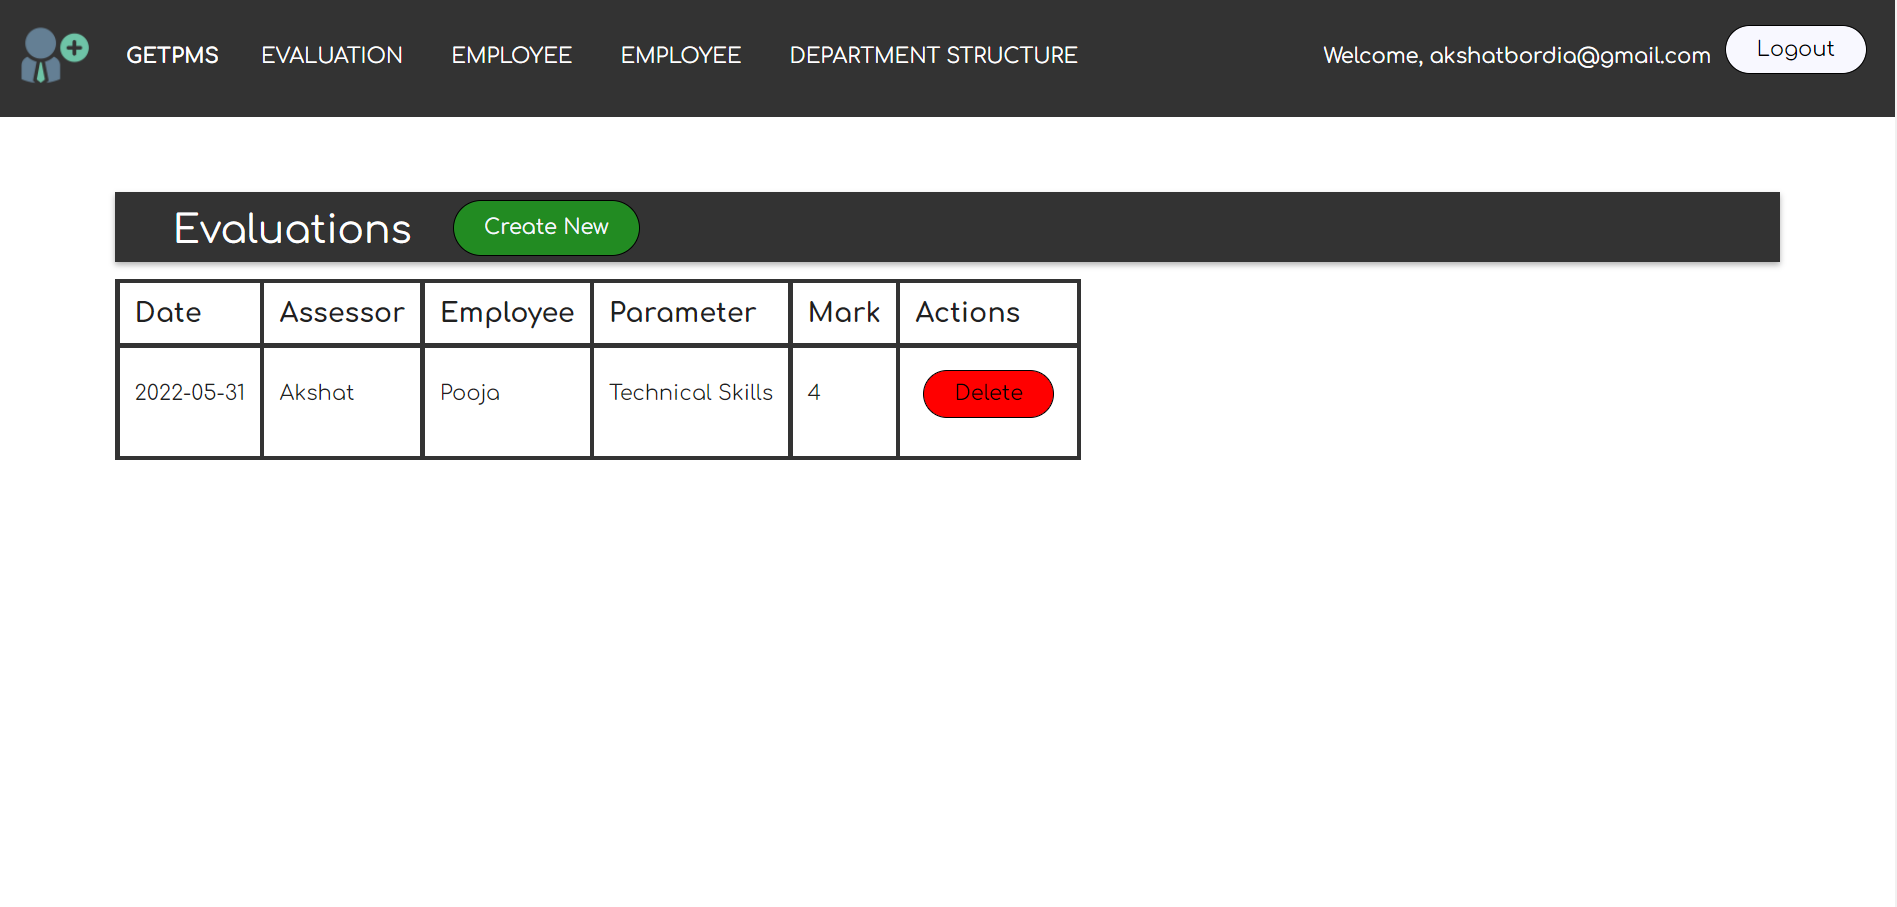 GETPMS EVALUATION EMPLOYEE EMPLOYEE DEPARTMENT STRUCTURE Welcome, akshatbordia@gmail.com Logout
Evaluations Create New
Date Assessor Employee Parameter Mark Actions
2022-05-31 Akshat Pooja Technical Skills 4 Delete